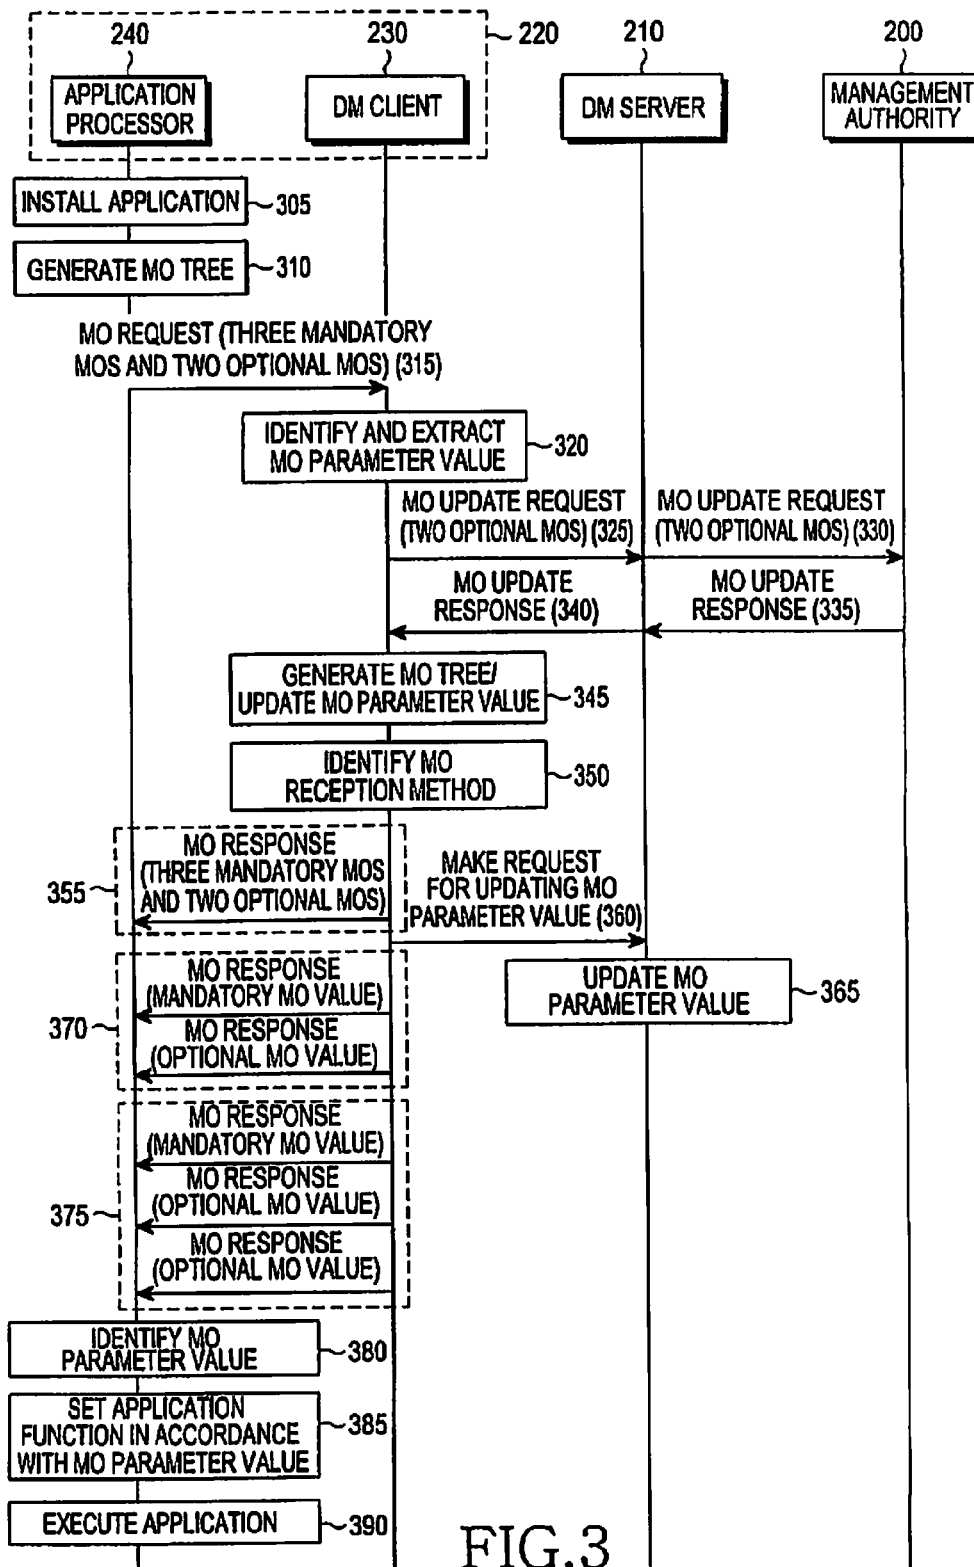 240
230
220
210
200
APPLICATION
PROCESSOR
DM CLIENT
DM SERVER
MANAGEMENT
AUTHORITY
INSTALL APPLICATION
305
GENERATE MO TREE
310
MO REQUEST (THREE MANDATORY
MOS AND TWO OPTIONAL MOS) (315)
IDENTIFY AND EXTRACT
MO PARAMETER VALUE
320
MO UPDATE REQUEST
(TWO OPTIONAL MOS) (325)
MO UPDATE REQUEST
(TWO OPTIONAL MOS) (330)
MO UPDATE
RESPONSE (340)
MO UPDATE
RESPONSE (335)
GENERATE MO TREE/
UPDATE MO PARAMETER VALUE
345
IDENTIFY MO
RECEPTION METHOD
350
355
MO RESPONSE
(THREE MANDATORY MOS
AND TWO OPTIONAL MOS)
MAKE REQUEST
FOR UPDATING MO
PARAMETER VALUE (360)
UPDATE MO
PARAMETER VALUE
365
370
MO RESPONSE
(MANDATORY MO VALUE)
MO RESPONSE
(OPTIONAL MO VALUE)
375
MO RESPONSE
(MANDATORY MO VALUE)
MO RESPONSE
(OPTIONAL MO VALUE)
MO RESPONSE
(OPTIONAL MO VALUE)
IDENTIFY MO
PARAMETER VALUE
380
SET APPLICATION
FUNCTION IN ACCORDANCE
WITH MO PARAMETER VALUE
385
EXECUTE APPLICATION
390
FIG.3